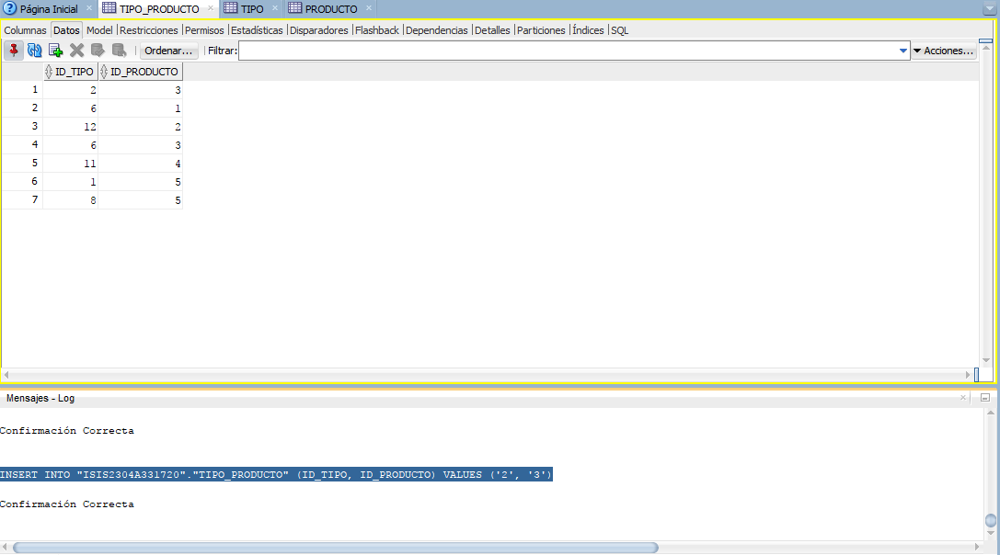 Página Inicial TIPO_PRODUCTO TIPO PRODUCTO
Columnas Datos Model Restricciones Permisos Estadísticas Disparadores Flashback Dependencias Detalles Particiones Índices SQL
Ordenar... Filtrar: Acciones...
ID_TIPO ID_PRODUCTO
1 2 3
2 6 1
3 12 2
4 6 3
5 11 4
6 1 5
7 8 5
Mensajes - Log
Confirmación Correcta
INSERT INTO "ISIS2304A331720"."TIPO_PRODUCTO" (ID_TIPO, ID_PRODUCTO) VALUES ('2', '3')
Confirmación Correcta